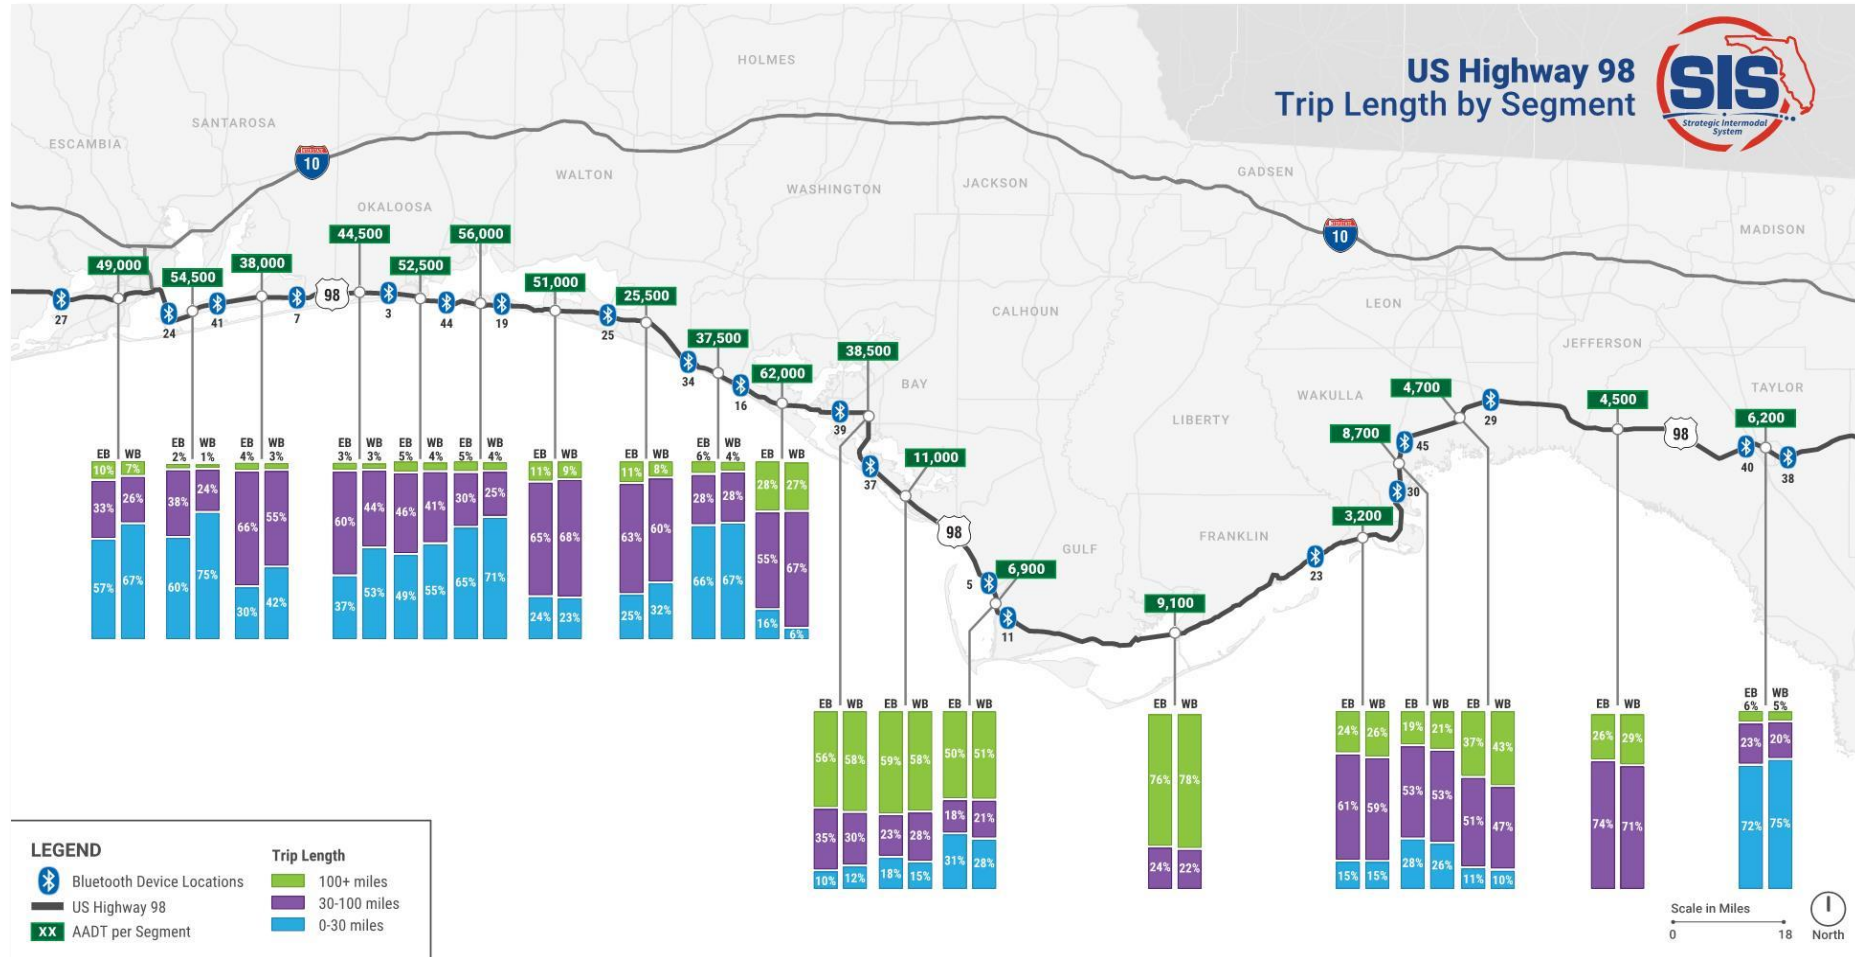 US Highway 98
Trip Length by Segment
SIS
Strategic Intermodal
System
HOLMES
SANTAROSA
ESCAMBIA
WALTON
WASHINGTON
JACKSON
GADSEN
OKALOOSA
MADISON
LEON
CALHOUN
JEFFERSON
BAY
WAKULLA
TAYLOR
LIBERTY
FRANKLIN
GULF
INTERSTATE
10
INTERSTATE
10
98
98
98
49,000
54,500
38,000
44,500
52,500
56,000
51,000
25,500
37,500
62,000
38,500
11,000
6,900
9,100
3,200
8,700
4,700
4,500
6,200
27
24
41
7
3
44
19
25
34
16
39
37
5
11
23
30
45
29
40
38
EB WB
10% 7%
33% 26%
57% 67%
EB WB
2% 1%
38% 24%
60% 75%
EB WB
4% 3%
66% 55%
30% 42%
EB WB
3% 3%
60% 44%
37% 53%
EB WB
5% 4%
46% 41%
49% 55%
EB WB
5% 4%
30% 25%
65% 71%
EB WB
11% 9%
65% 68%
24% 23%
EB WB
11% 8%
63% 60%
25% 32%
EB WB
6% 4%
28% 28%
66% 67%
EB WB
28% 27%
55% 67%
16% 6%
EB WB
56% 58%
35% 30%
10% 12%
EB WB
59% 58%
23% 28%
18% 15%
EB WB
50% 51%
18% 21%
31% 28%
EB WB
76% 78%
24% 22%
EB WB
24% 26%
61% 59%
15% 15%
EB WB
19% 21%
53% 53%
28% 26%
EB WB
37% 43%
51% 47%
11% 10%
EB WB
26% 29%
74% 71%
EB WB
6% 5%
23% 20%
72% 75%
LEGEND
Bluetooth Device Locations
US Highway 98
XX AADT per Segment
Trip Length
100+ miles
30-100 miles
0-30 miles
Scale in Miles
0 18
North